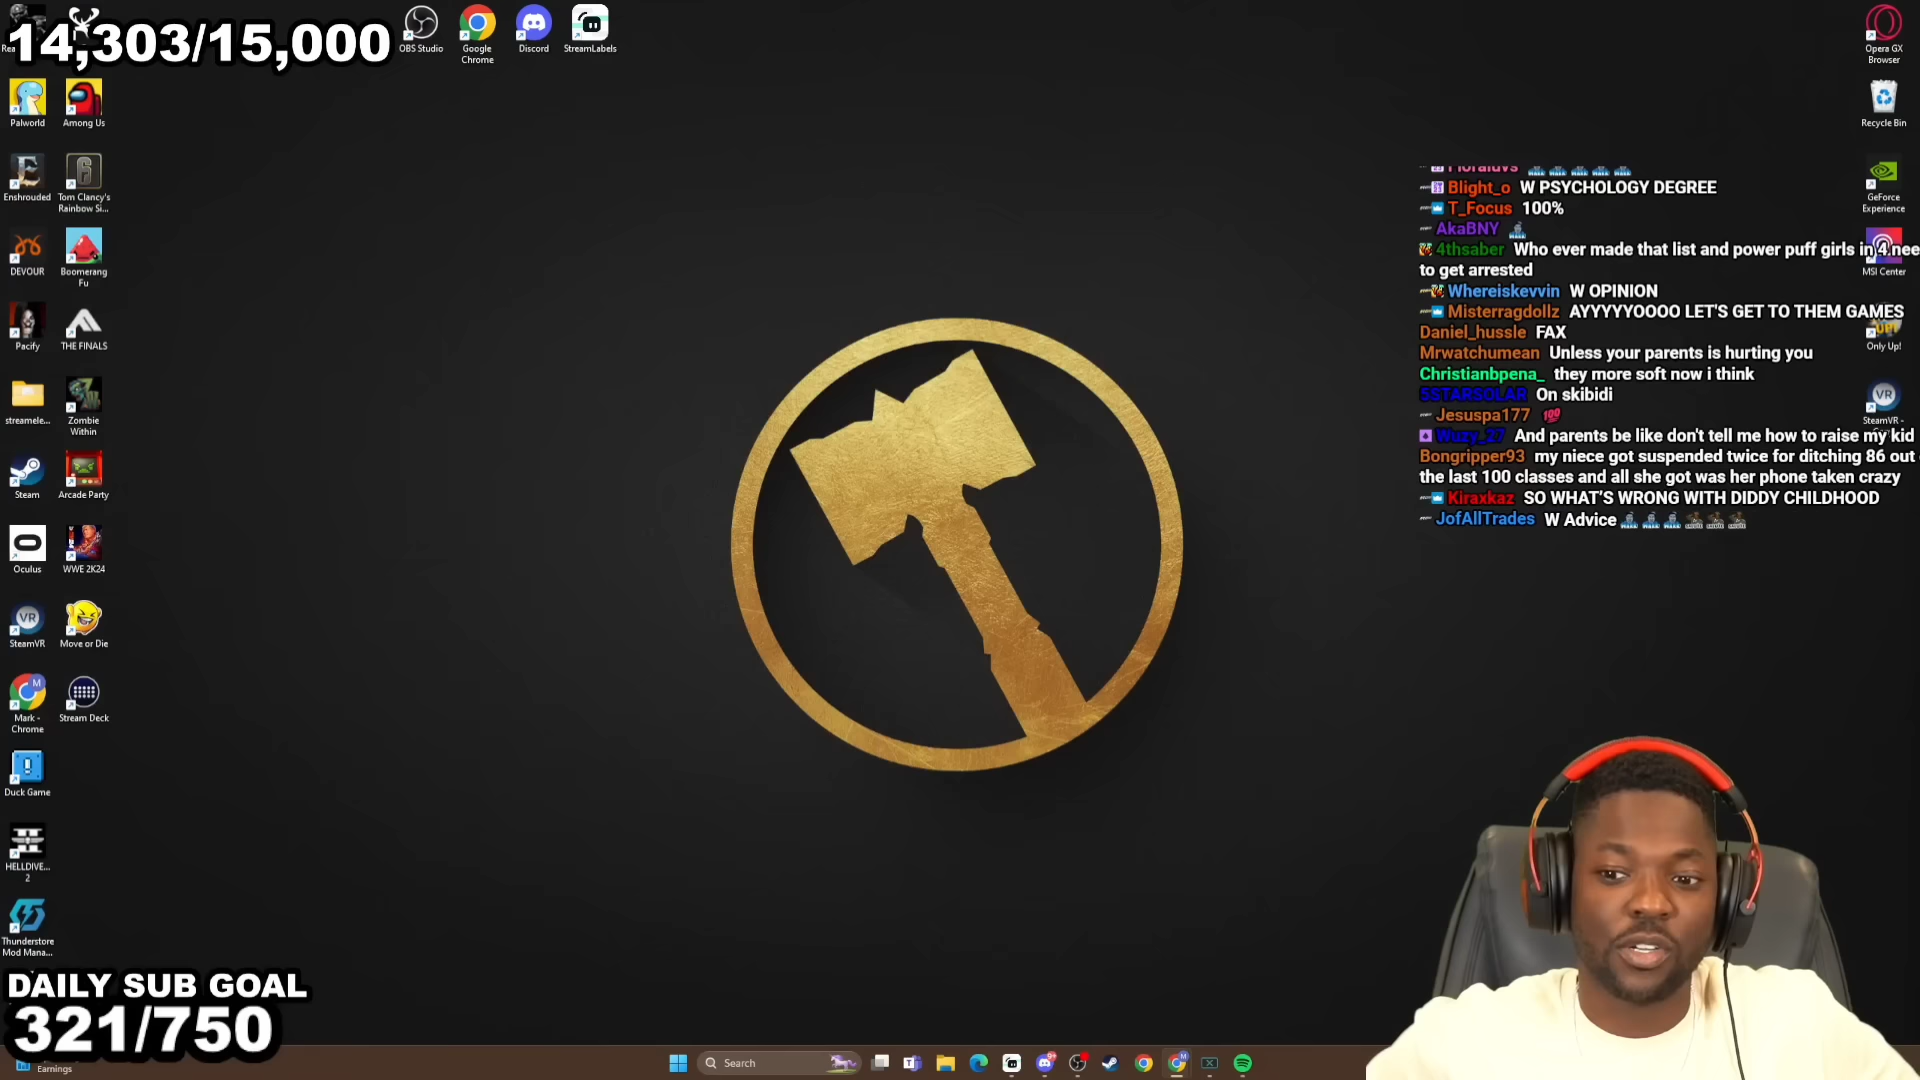 14,303/15,000
OBS Studio
Google Chrome
Discord
StreamLabels
Opera GX Browser
Palworld
Among Us
Recycle Bin
Enshrouded
Tom Clancy's Rainbow Si...
GeForce Experience
DEVOUR
Boomerang Fu
MSI Center
Pacify
THE FINALS
Only Up!
streamele...
Zombie Within
SteamVR -
Steam
Arcade Party
Oculus
WWE 2K24
SteamVR
Move or Die
Mark - Chrome
Stream Deck
Duck Game
HELLDIVE... 2
Thunderstore Mod Mana...
Blight_o W PSYCHOLOGY DEGREE
T_Focus 100%
AkaBNY
4thsaber Who ever made that list and power puff girls in 4 nee
to get arrested
Whereiskevvin W OPINION
Misterragdollz AYYYYYOOOO LET'S GET TO THEM GAMES
Daniel_hussle FAX
Mrwatchumean Unless your parents is hurting you
Christianbpena_ they more soft now i think
5STARSOLAR On skibidi
Jesuspa177 100
Wuzy_27 And parents be like don't tell me how to raise my kid
Bongripper93 my niece got suspended twice for ditching 86 out
the last 100 classes and all she got was her phone taken crazy
Kiraxkaz SO WHAT'S WRONG WITH DIDDY CHILDHOOD
JofAllTrades W Advice
DAILY SUB GOAL
321/750
Earnings
Search